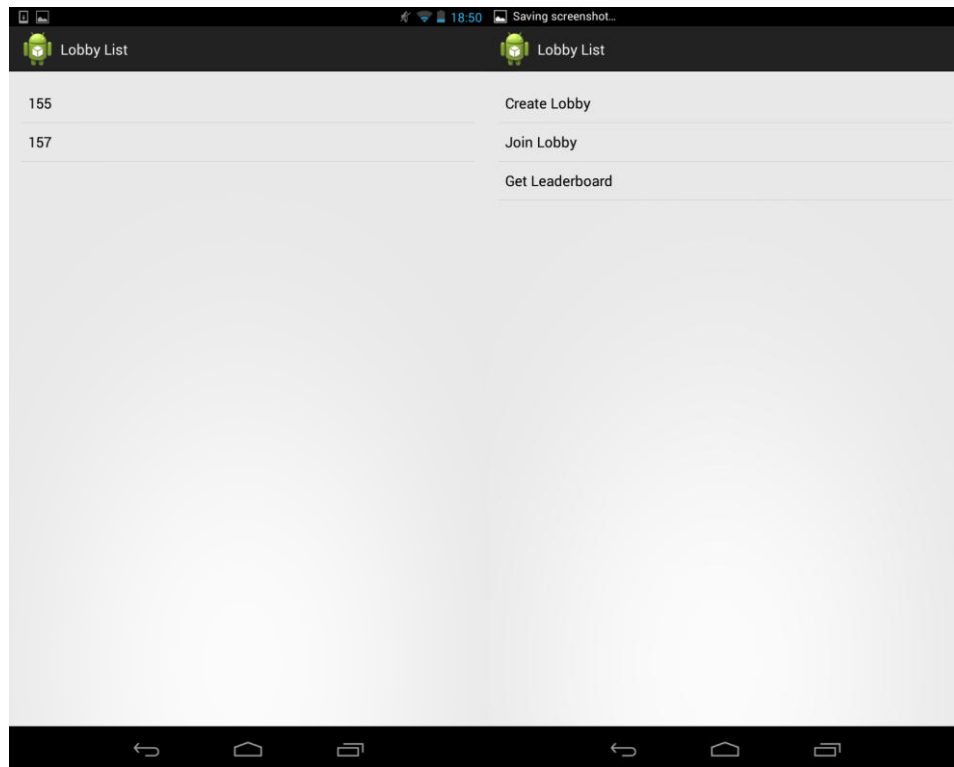 18:50
Lobby List
155
157
Saving screenshot...
Lobby List
Create Lobby
Join Lobby
Get Leaderboard